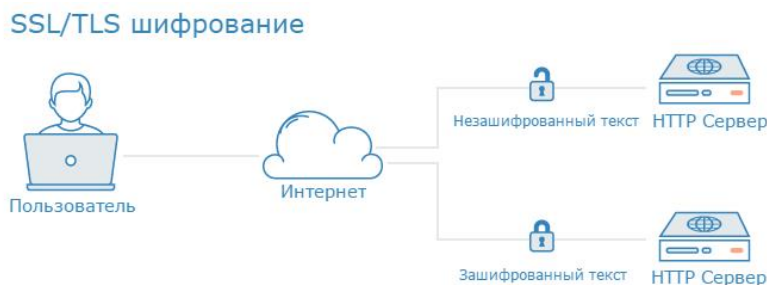 SSL/TLS шифрование
Незашифрованный текст
HTTP Сервер
Интернет
Пользователь
Зашифрованный текст
HTTP Сервер